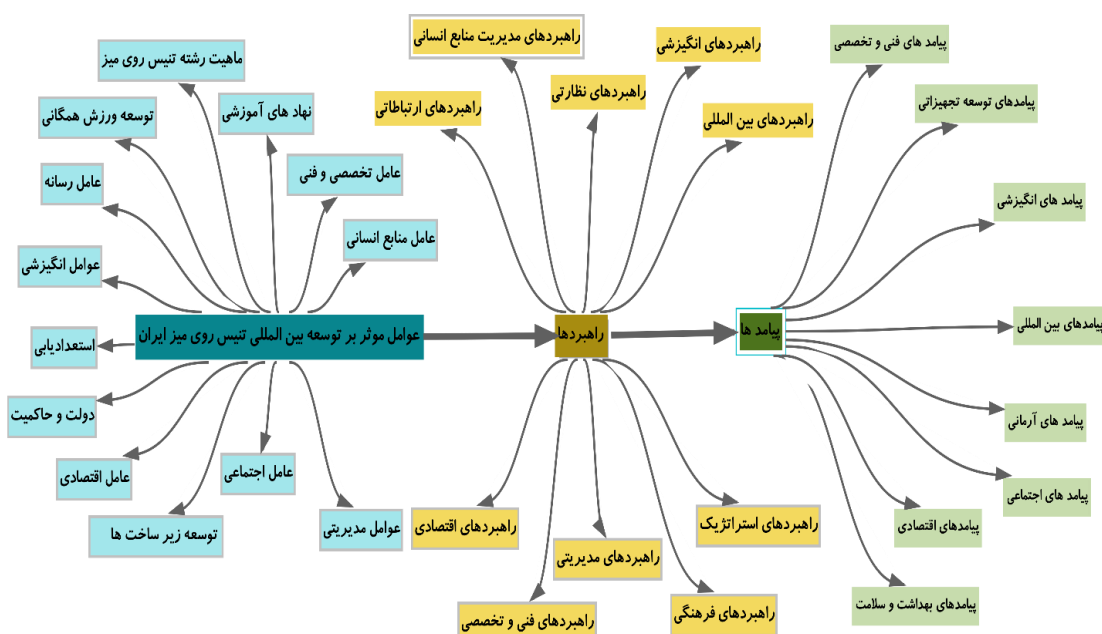 ماهیت رشته تنیس روی میز
توسعه ورزش همگانی
نهاد های آموزشی
عامل رسانه
عامل تخصصی و فنی
عوامل انگیزشی
عامل منابع انسانی
عوامل موثر بر توسعه بین المللی تنیس روی میز ایران
استعدادیابی
دولت و حاکمیت
عامل اقتصادی
عامل اجتماعی
توسعه زیر ساخت ها
عوامل مدیریتی
راهبردهای مدیریت منابع انسانی
راهبردهای انگیزشی
راهبردهای نظارتی
راهبردهای ارتباطاتی
راهبردهای بین المللی
راهبردها
راهبردهای اقتصادی
راهبردهای استراتژیک
راهبردهای مدیریتی
راهبردهای فنی و تخصصی
راهبردهای فرهنگی
پیامد های فنی و تخصصی
پیامدهای توسعه تجهیزاتی
پیامد های انگیزشی
پیامدهای بین المللی
پیامد ها
پیامد های آرمانی
پیامد های اجتماعی
پیامدهای اقتصادی
پیامدهای بهداشت و سلامت